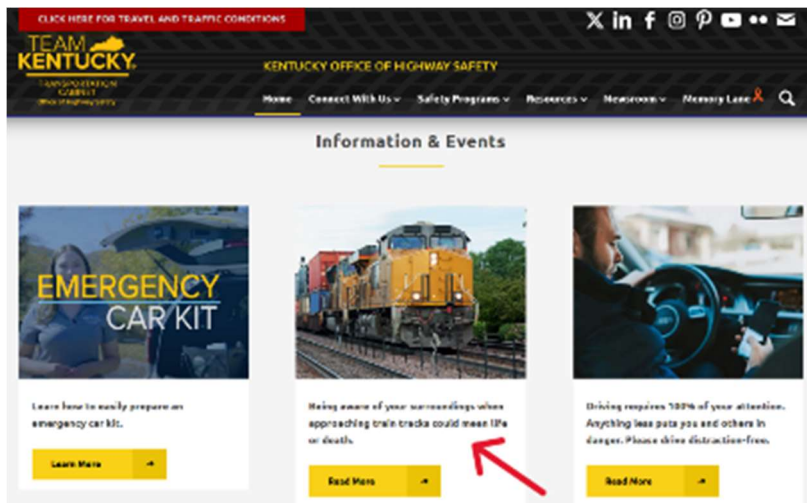 CLICK HERE FOR TRAVEL AND TRAFFIC CONDITIONS
TEAM
KENTUCKY
TRANSPORTATION
CABINET
Office of Highway Safety
KENTUCKY OFFICE OF HIGHWAY SAFETY
Home Connect With Us Safety Programs Resources Newsroom Memory Lane
Information & Events
EMERGENCY
CAR KIT
Learn how to easily prepare an
emergency car kit.
Learn More
Being aware of your surroundings when
approaching train tracks could mean life
or death.
Read More
Driving requires 100% of your attention.
Anything less puts you and others in
danger. Please drive distraction-free.
Read More